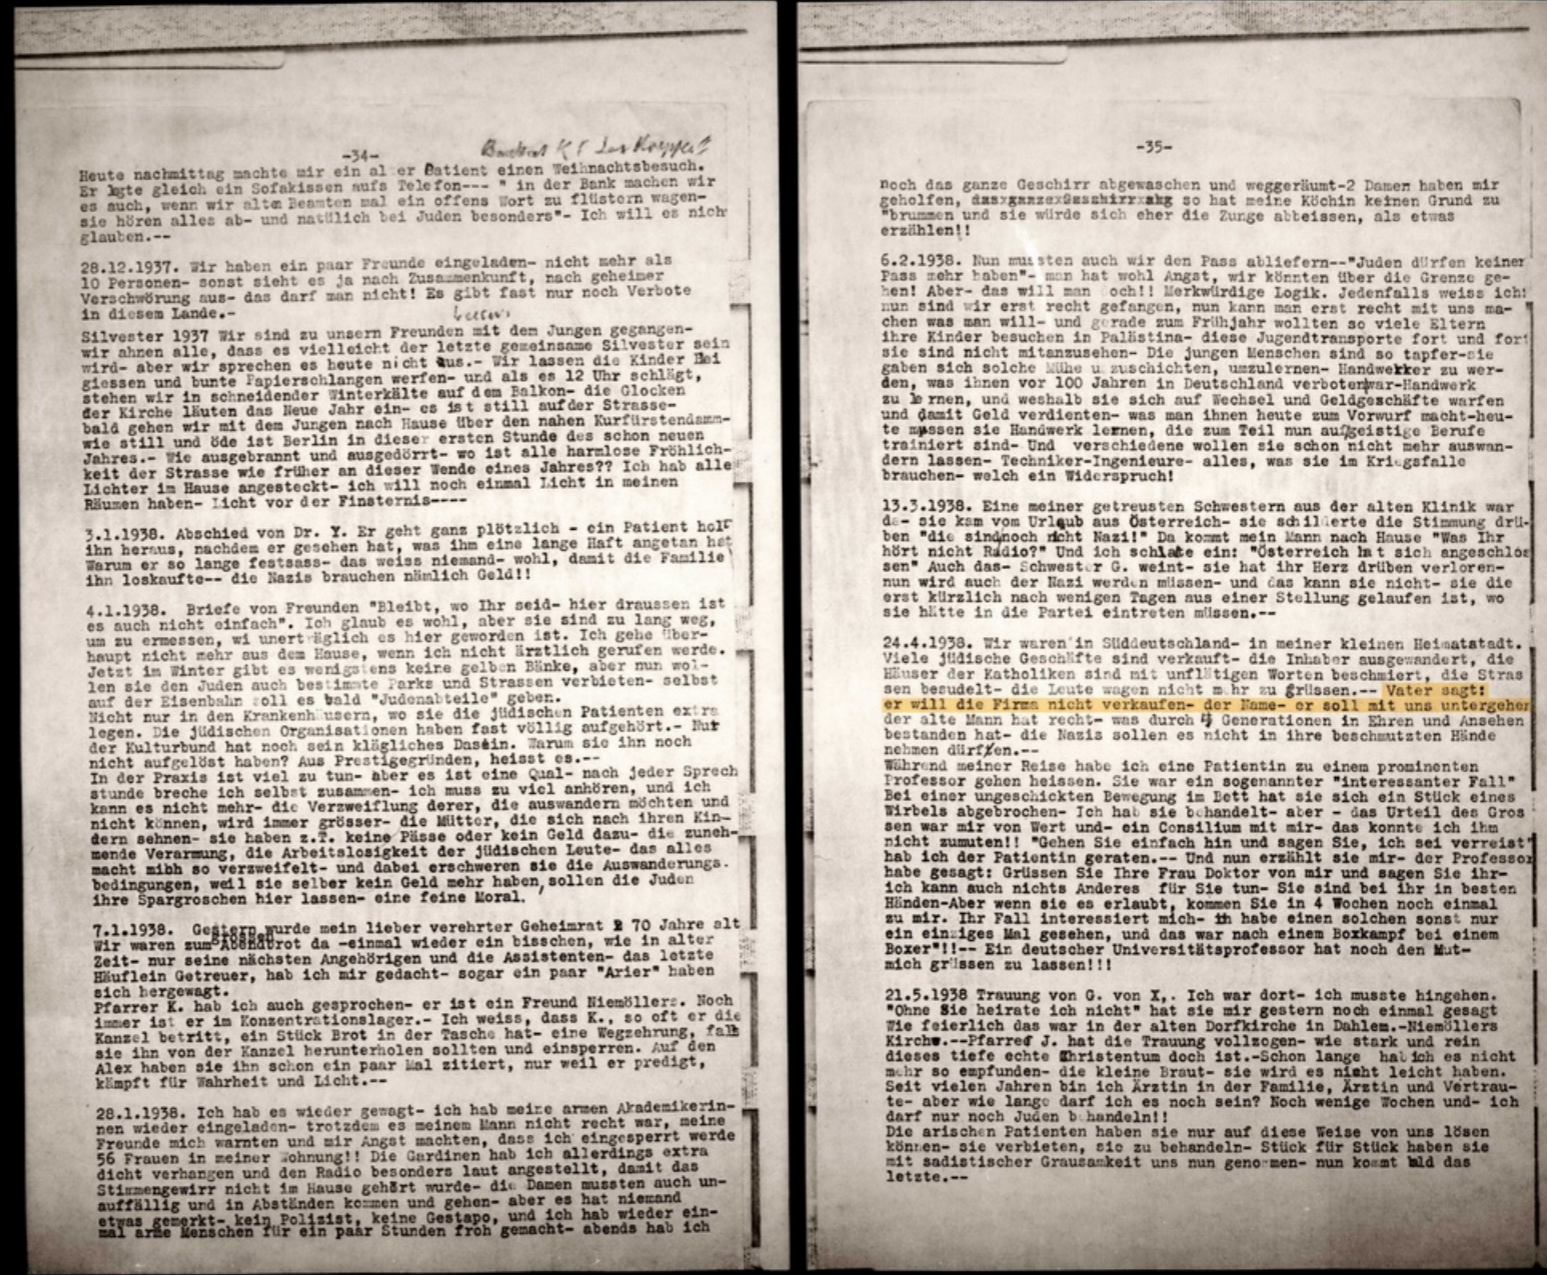 -34-
Heute nachmittag machte mir ein alter Patient einen Weihnachtsbesuch.
Er legte gleich ein Sofakissen aufs Telefon--- " in der Bank machen wir
es auch, wenn wir alten Beamten mal ein offens Wort zu flüstern wagen-
sie hören alles ab- und natülich bei Juden besonders"- Ich will es nich
glauben.--
28.12.1937. Wir haben ein paar Freunde eingeladen- nicht mehr als
10 Personen- sonst sieht es ja nach Zusammenkunft, nach geheimer
Verschwörung aus- das darf man nicht! Es gibt fast nur noch Verbote
in diesem Lande.-
Silvester 1937 Wir sind zu unsern Freunden mit dem Jungen gegangen-
wir ahnen alle, dass es vielleicht der letzte gemeinsame Silvester sein
wird- aber wir sprechen es heute nicht aus.- Wir lassen die Kinder Blei
giessen und bunte Papierschlangen werfen- und als es 12 Uhr schlägt,
stehen wir in schneidender Winterkälte auf dem Balkon- die Glocken
der Kirche läuten das Neue Jahr ein- es ist still auf der Strasse-
bald gehen wir mit dem Jungen nach Hause über den nahen Kurfürstendamm-
wie still und öde ist Berlin in dieser ersten Stunde des schon neuen
Jahres.- Wie ausgebrannt und ausgedörrt- wo ist alle harmlose Fröhlich-
keit der Strasse wie früher an dieser Wende eines Jahres?? Ich hab alle
Lichter im Hause angesteckt- ich will noch einmal Licht in meinen
Räumen haben- Licht vor der Finsternis----
3.1.1938. Abschied von Dr. Y. Er geht ganz plötzlich - ein Patient holt
ihn heraus, nachdem er gesehen hat, was ihm eine lange Haft angetan hat
Warum er so lange festsass- das weiss niemand- wohl, damit die Familie
ihn loskaufte-- die Nazis brauchen nämlich Geld!!
4.1.1938. Briefe von Freunden "Bleibt, wo Ihr seid- hier draussen ist
es auch nicht einfach". Ich glaub es wohl, aber sie sind zu lang weg,
um zu ermessen, wi unerträglich es hier geworden ist. Ich gehe über-
haupt nicht mehr aus dem Hause, wenn ich nicht ärztlich gerufen werde.
Jetzt im Winter gibt es wenigstens keine gelben Bänke, aber nun wol-
len sie den Juden auch bestimmte Parks und Strassen verbieten- selbst
auf der Eisenbahn soll es bald "Judenabteile" geben.
Nicht nur in den Krankenhäusern, wo sie die jüdischen Patienten extra
legen. Die jüdischen Organisationen haben fast völlig aufgehört.- Nur
der Kulturbund hat noch sein klägliches Dasein. Warum sie ihn noch
nicht aufgelöst haben? Aus Prestigegründen, heisst es.--
In der Praxis ist viel zu tun- aber es ist eine Qual- nach jeder Sprech
stunde breche ich selbst zusammen- ich muss zu viel anhören, und ich
kann es nicht mehr- die Verzweiflung derer, die auswandern möchten und
nicht können, wird immer grösser- die Mütter, die sich nach ihren Kin-
dern sehnen- sie haben z.T. keine Pässe oder kein Geld dazu- die zuneh-
mende Verarmung, die Arbeitslosigkeit der jüdischen Leute- das alles
macht mibh so verzweifelt- und dabei erschweren sie die Auswanderungs-
bedingungen, weil sie selber kein Geld mehr haben, sollen die Juden
ihre Spargroschen hier lassen- eine feine Moral.
7.1.1938. Gestern wurde mein lieber verehrter Geheimrat 70 Jahre alt
Wir waren zum Abendbrot da -einmal wieder ein bisschen, wie in alter
Zeit- nur seine nächsten Angehörigen und die Assistenten- das letzte
Häuflein Getreuer, hab ich mir gedacht- sogar ein paar "Arier" haben
sich hergewagt.
Pfarrer K. hab ich auch gesprochen- er ist ein Freund Niemöllers. Noch
immer ist er im Konzentrationslager.- Ich weiss, dass K., so oft er die
Kanzel betritt, ein Stück Brot in der Tasche hat- eine Wegzehrung, falls
sie ihn von der Kanzel herunterholen sollten und einsperren. Auf den
Alex haben sie ihn schon ein paar Mal zitiert, nur weil er predigt,
kämpft für Wahrheit und Licht.--
28.1.1938. Ich hab es wieder gewagt- ich hab meine armen Akademikerin-
nen wieder eingeladen- trotzdem es meinem Mann nicht recht war, meine
Freunde mich warnten und mir Angst machten, dass ich eingesperrt werde
56 Frauen in meiner Wohnung!! Die Gardinen hab ich allerdings extra
dicht verhangen und den Radio besonders laut angestellt, damit das
Stimmengewirr nicht im Hause gehört wurde- die Damen mussten auch un-
auffällig und in Abständen kommen und gehen- aber es hat niemand
etwas gemerkt- kein Polizist, keine Gestapo, und ich hab wieder ein-
mal arme Menschen für ein paar Stunden froh gemacht- abends hab ich
-35-
noch das ganze Geschirr abgewaschen und weggeräumt-2 Damen haben mir
geholfen, so hat meine Köchin keinen Grund zu
"brummen und sie würde sich eher die Zunge abbeissen, als etwas
erzählen!!
6.2.1938. Nun mussten auch wir den Pass abliefern--"Juden dürfen keinen
Pass mehr haben"- man hat wohl Angst, wir könnten über die Grenze ge-
hen! Aber- das will man doch!! Merkwürdige Logik. Jedenfalls weiss ich:
nun sind wir erst recht gefangen, nun kann man erst recht mit uns ma-
chen was man will- und gerade zum Frühjahr wollten so viele Eltern
ihre Kinder besuchen in Palästina- diese Jugendtransporte fort und fort
sie sind nicht mitanzusehen- Die jungen Menschen sind so tapfer-sie
gaben sich solche Mühe umzuschichten, umzulernen- Handwerker zu wer-
den, was ihnen vor 100 Jahren in Deutschland verboten war-Handwerk
zu lernen, und weshalb sie sich auf Wechsel und Geldgeschäfte warfen
und damit Geld verdienten- was man ihnen heute zum Vorwurf macht-heu-
te müssen sie Handwerk lernen, die zum Teil nun auf geistige Berufe
trainiert sind- Und verschiedene wollen sie schon nicht mehr auswan-
dern lassen- Techniker-Ingenieure- alles, was sie im Kriegsfalle
brauchen- welch ein Widerspruch!
13.3.1938. Eine meiner getreusten Schwestern aus der alten Klinik war
da- sie kam vom Urlaub aus Österreich- sie schilderte die Stimmung drü-
ben "die sind noch nicht Nazi!" Da kommt mein Mann nach Hause "Was Ihr
hört nicht Radio?" Und ich schalte ein: "Österreich hat sich angeschlos
sen" Auch das- Schwester G. weint- sie hat ihr Herz drüben verloren-
nun wird auch der Nazi werden müssen- und das kann sie nicht- sie die
erst kürzlich nach wenigen Tagen aus einer Stellung gelaufen ist, wo
sie hätte in die Partei eintreten müssen.--
24.4.1938. Wir waren in Süddeutschland- in meiner kleinen Heimatstadt.
Viele jüdische Geschäfte sind verkauft- die Inhaber ausgewandert, die
Häuser der Katholiken sind mit unflätigen Worten beschmiert, die Stras
sen besudelt- die Leute wagen nicht mehr zu grüssen.-- Vater sagt:
er will die Firma nicht verkaufen- der Name- er soll mit uns untergehen
der alte Mann hat recht- was durch 4 Generationen in Ehren und Ansehen
bestanden hat- die Nazis sollen es nicht in ihre beschmutzten Hände
nehmen dürfen.--
Während meiner Reise habe ich eine Patientin zu einem prominenten
Professor gehen heissen. Sie war ein sogenannter "interessanter Fall"
Bei einer ungeschickten Bewegung im Bett hat sie sich ein Stück eines
Wirbels abgebrochen- Ich hab sie behandelt- aber - das Urteil des Gros
sen war mir von Wert und- ein Consilium mit mir- das konnte ich ihm
nicht zumuten!! "Gehen Sie einfach hin und sagen Sie, ich sei verreist"
hab ich der Patientin geraten.-- Und nun erzählt sie mir- der Professor
habe gesagt: Grüssen Sie Ihre Frau Doktor von mir und sagen Sie ihr-
ich kann auch nichts Anderes für Sie tun- Sie sind bei ihr in besten
Händen-Aber wenn sie es erlaubt, kommen Sie in 4 Wochen noch einmal
zu mir. Ihr Fall interessiert mich- ih habe einen solchen sonst nur
ein einziges Mal gesehen, und das war nach einem Boxkampf bei einem
Boxer"!!-- Ein deutscher Universitätsprofessor hat noch den Mut-
mich grüssen zu lassen!!!
21.5.1938 Trauung von G. von X,. Ich war dort- ich musste hingehen.
"Ohne Sie heirate ich nicht" hat sie mir gestern noch einmal gesagt
Wie feierlich das war in der alten Dorfkirche in Dahlem.-Niemöllers
Kirche.--Pfarrer J. hat die Trauung vollzogen- wie stark und rein
dieses tiefe echte Christentum doch ist.-Schon lange hab ich es nicht
mehr so empfunden- die kleine Braut- sie wird es nicht leicht haben.
Seit vielen Jahren bin ich Ärztin in der Familie, Ärztin und Vertrau-
te- aber wie lange darf ich es noch sein? Noch wenige Wochen und- ich
darf nur noch Juden behandeln!!
Die arischen Patienten haben sie nur auf diese Weise von uns lösen
können- sie verbieten, sie zu behandeln- Stück für Stück haben sie
mit sadistischer Grausamkeit uns nun genommen- nun kommt bald das
letzte.--